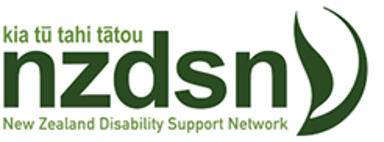 kia tū tahi tātou
nzdsn
New Zealand Disability Support Network